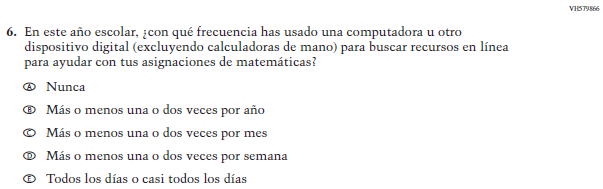 VH579866
6. En este año escolar, ¿con qué frecuencia has usado una computadora u otro
dispositivo digital (excluyendo calculadoras de mano) para buscar recursos en línea
para ayudar con tus asignaciones de matemáticas?
A Nunca
B Más o menos una o dos veces por año
C Más o menos una o dos veces por mes
D Más o menos una o dos veces por semana
E Todos los días o casi todos los días